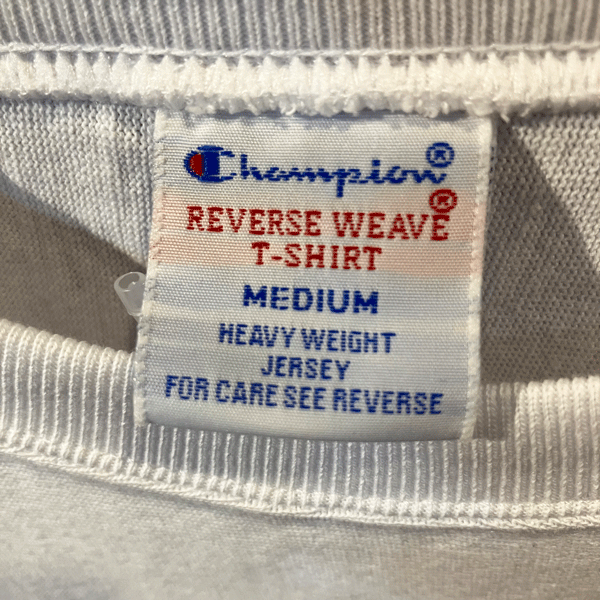 Champion®
REVERSE WEAVE®
T-SHIRT
MEDIUM
HEAVY WEIGHT
JERSEY
FOR CARE SEE REVERSE